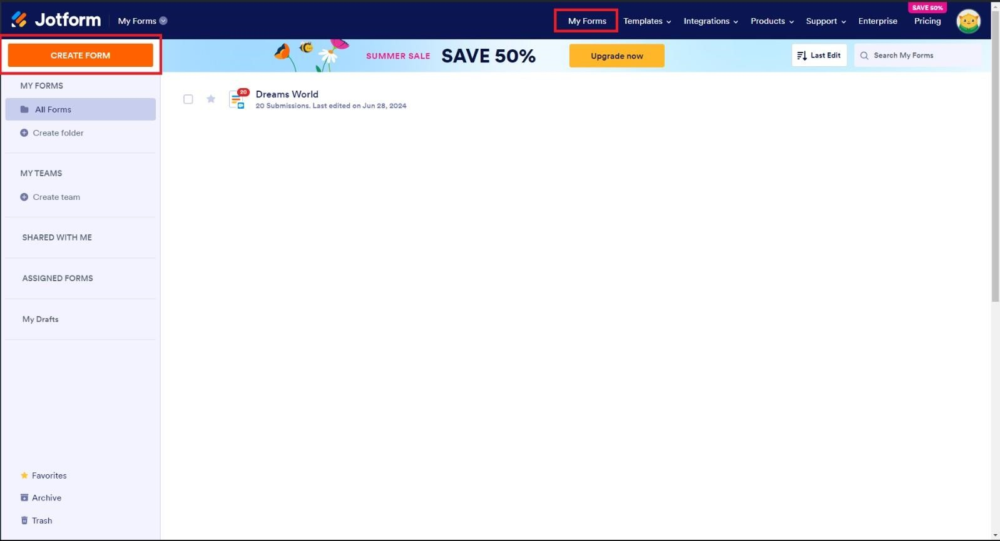 Jotform
My Forms
My Forms
Templates
Integrations
Products
Support
Enterprise
SAVE 50%
Pricing
CREATE FORM
SUMMER SALE
SAVE 50%
Upgrade now
Last Edit
Search My Forms
MY FORMS
All Forms
Create folder
MY TEAMS
Create team
SHARED WITH ME
ASSIGNED FORMS
My Drafts
Favorites
Archive
Trash
20
Dreams World
20 Submissions. Last edited on Jun 28, 2024